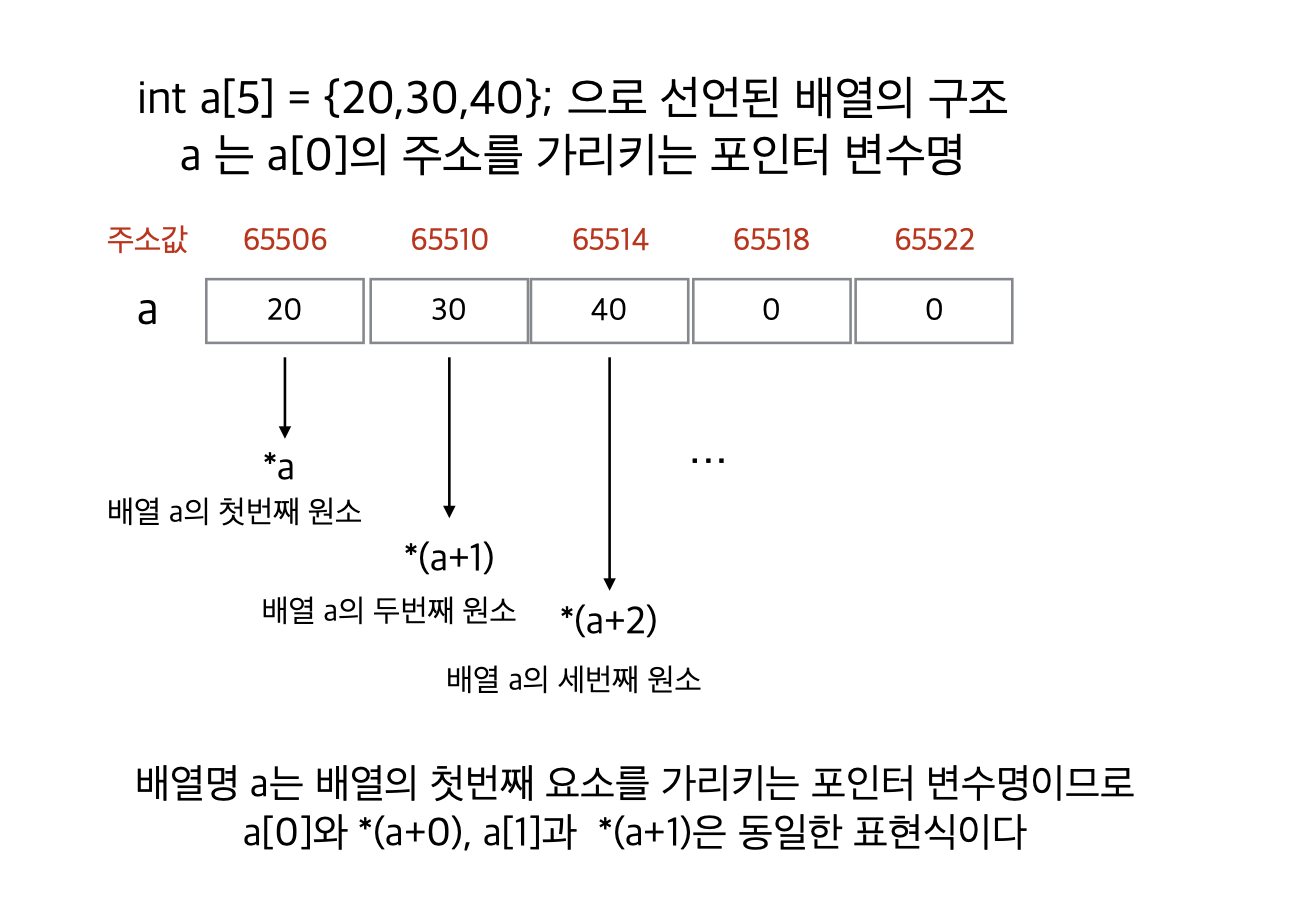 int a[5] = {20,30,40}; 으로 선언된 배열의 구조
a 는 a[0]의 주소를 가리키는 포인터 변수명
주소값 65506 65510 65514 65518 65522
a 20 30 40 0 0
*a
배열 a의 첫번째 원소
...
*(a+1)
배열 a의 두번째 원소
*(a+2)
배열 a의 세번째 원소
배열명 a는 배열의 첫번째 요소를 가리키는 포인터 변수명이므로
a[0]와 *(a+0), a[1]과 *(a+1)은 동일한 표현식이다